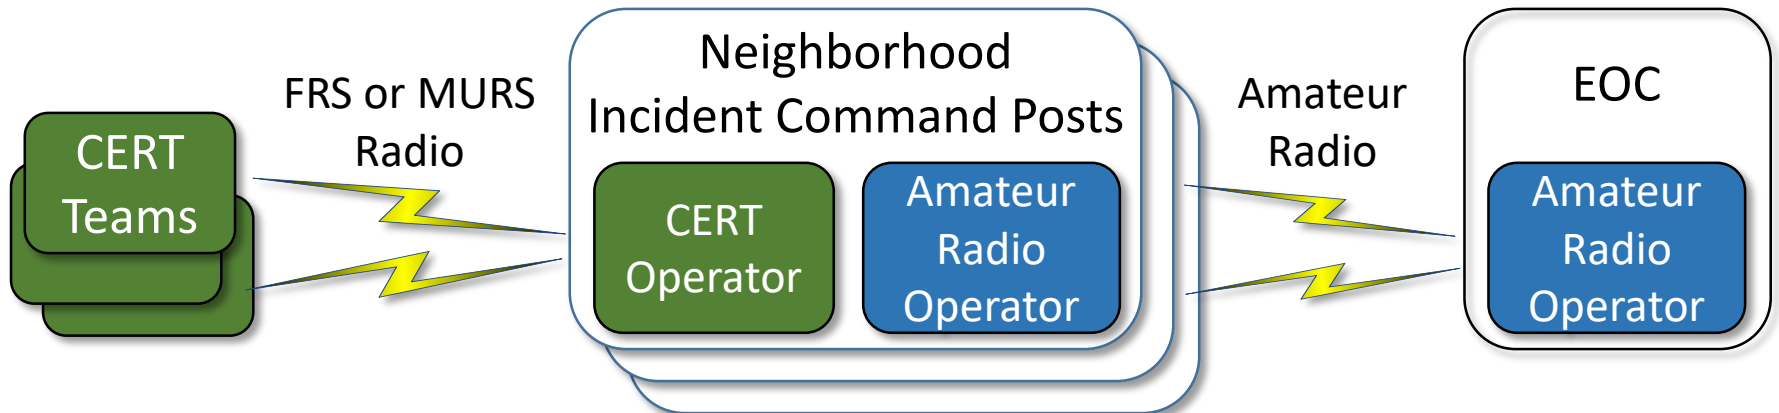 CERT
Teams
FRS or MURS
Radio
Neighborhood
Incident Command Posts
CERT
Operator
Amateur
Radio
Operator
Amateur
Radio
EOC
Amateur
Radio
Operator